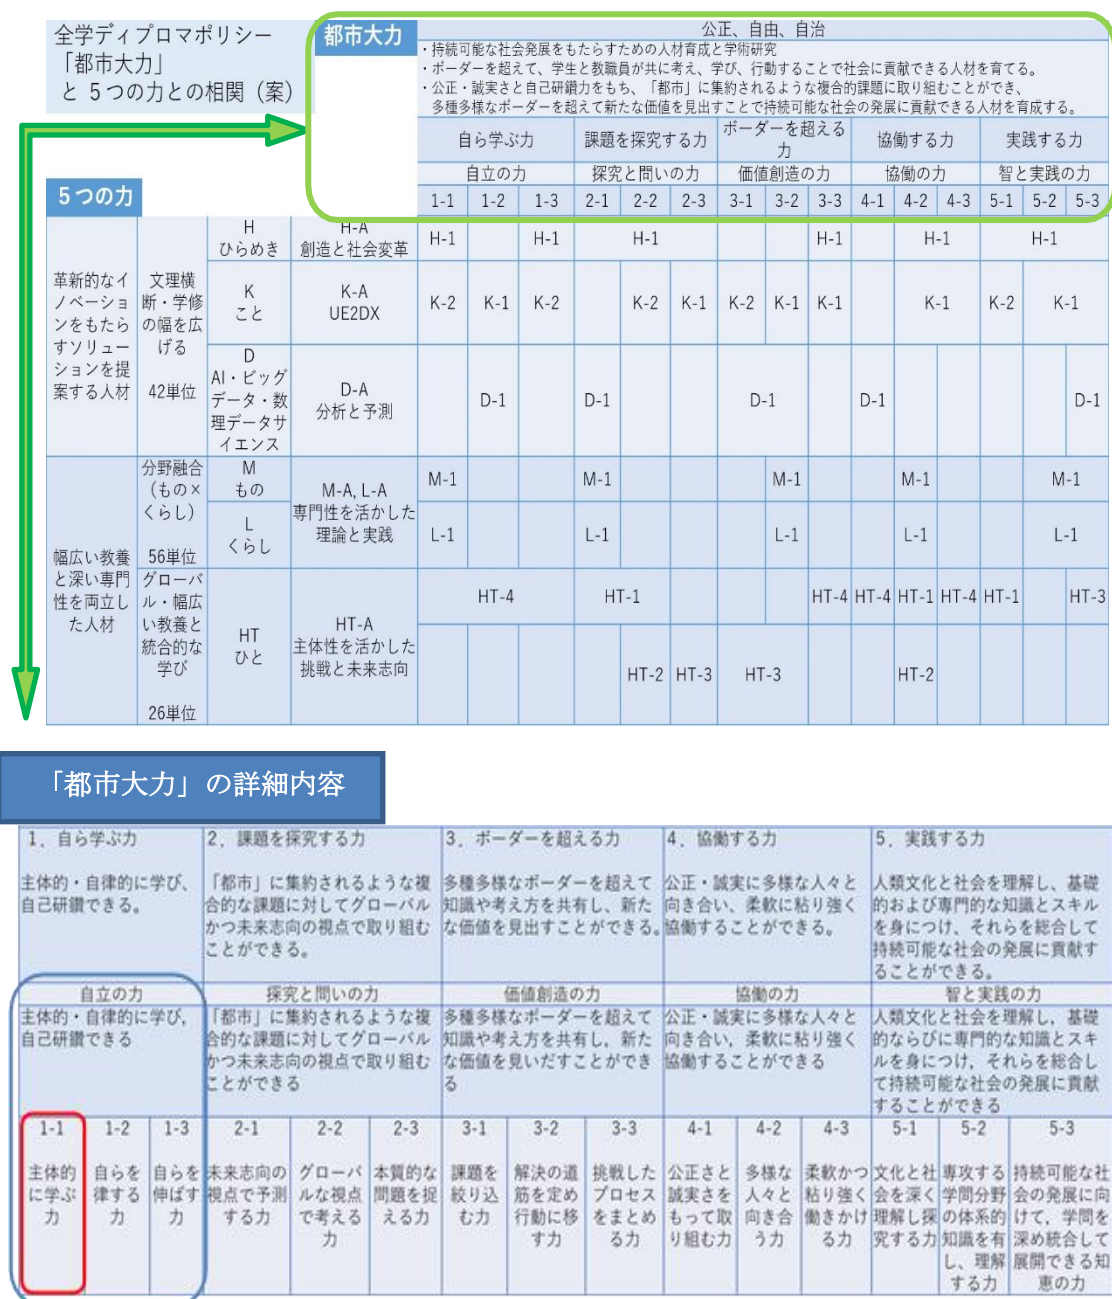 全学ディプロマポリシー
「都市大力」
と 5つの力との相関（案）
都市大力
公正、自由、自治
・持続可能な社会発展をもたらすための人材育成と学術研究
・ボーダーを超えて、学生と教職員が共に考え、学び、行動することで社会に貢献できる人材を育てる。
・公正・誠実さと自己研鑽力をもち、「都市」に集約されるような複合的課題に取り組むことができ、
多種多様なボーダーを超えて新たな価値を見出すことで持続可能な社会の発展に貢献できる人材を育成する。
自ら学ぶ力
課題を探究する力
ボーダーを超える
力
協働する力
実践する力
自立の力
探究と問いの力
価値創造の力
協働の力
智と実践の力
5つの力
1-1 1-2 1-3 2-1 2-2 2-3 3-1 3-2 3-3 4-1 4-2 4-3 5-1 5-2 5-3
革新的なイ
ノベーショ
ンをもたら
すソリュー
ションを提
案する人材
文理横
断・学修
の幅を広
げる
42単位
H
ひらめき
H-A
創造と社会変革
H-1 H-1 H-1 H-1 H-1 H-1
K
こと
K-A
UE2DX
K-2 K-1 K-2 K-2 K-1 K-2 K-1 K-1 K-1 K-2 K-1
D
AI・ビッグ
データ・数
理データサ
イエンス
D-A
分析と予測
D-1 D-1 D-1 D-1 D-1
幅広い教養
と深い専門
性を両立し
た人材
分野融合
（もの×
くらし）
56単位
M
もの
M-A, L-A
専門性を活かした
理論と実践
M-1 M-1 M-1 M-1 M-1
L
くらし
L-1 L-1 L-1 L-1 L-1
グローバ
ル・幅広
い教養と
統合的な
学び
26単位
HT
ひと
HT-A
主体性を活かした
挑戦と未来志向
HT-4 HT-1 HT-4 HT-4 HT-1 HT-4 HT-1 HT-3
HT-2 HT-3 HT-3 HT-2
「都市大力」の詳細内容
1、自ら学ぶ力
主体的・自律的に学び、
自己研鑽できる。
2、課題を探究する力
「都市」に集約されるような複
合的な課題に対してグローバル
かつ未来志向の視点で取り組む
ことができる。
3、ボーダーを超える力
多種多様なボーダーを超えて
知識や考え方を共有し、新た
な価値を見出すことができる。
4、協働する力
公正・誠実に多様な人々と
向き合い、柔軟に粘り強く
協働することができる。
5、実践する力
人類文化と社会を理解し、基礎
的および専門的な知識とスキル
を身につけ、それらを総合して
持続可能な社会の発展に貢献す
ることができる。
自立の力
主体的・自律的に学び，
自己研鑽できる
探究と問いの力
「都市」に集約されるような複
合的な課題に対してグローバル
かつ未来志向の視点で取り組む
ことができる
価値創造の力
多種多様なボーダーを超えて
知識や考え方を共有し，新た
な価値を見いだすことができ
る
協働の力
公正・誠実に多様な人々と
向き合い，柔軟に粘り強く
協働することができる
智と実践の力
人類文化と社会を理解し，基礎
的ならびに専門的な知識とスキ
ルを身につけ，それらを総合し
て持続可能な社会の発展に貢献
することができる
1-1
主体的
に学ぶ
力
1-2
自らを
律する
力
1-3
自らを
伸ばす
力
2-1
未来志向の
視点で予測
する力
2-2
グローバ
ルな視点
で考える
力
2-3
本質的な
問題を捉
える力
3-1
課題を
絞り込
む力
3-2
解決の道
筋を定め
行動に移
す力
3-3
挑戦した
プロセス
をまとめ
る力
4-1
公正さと
誠実さを
もって取
り組む力
4-2
多様な
人々と
向き合
う力
4-3
柔軟かつ
粘り強く
働きかけ
る力
5-1
文化と社
会を深く
理解し探
究する力
5-2
専攻する
学問分野
の体系的
知識を有
し、理解
する力
5-3
持続可能な社
会の発展に向
けて，学問を
深め統合して
展開できる知
恵の力